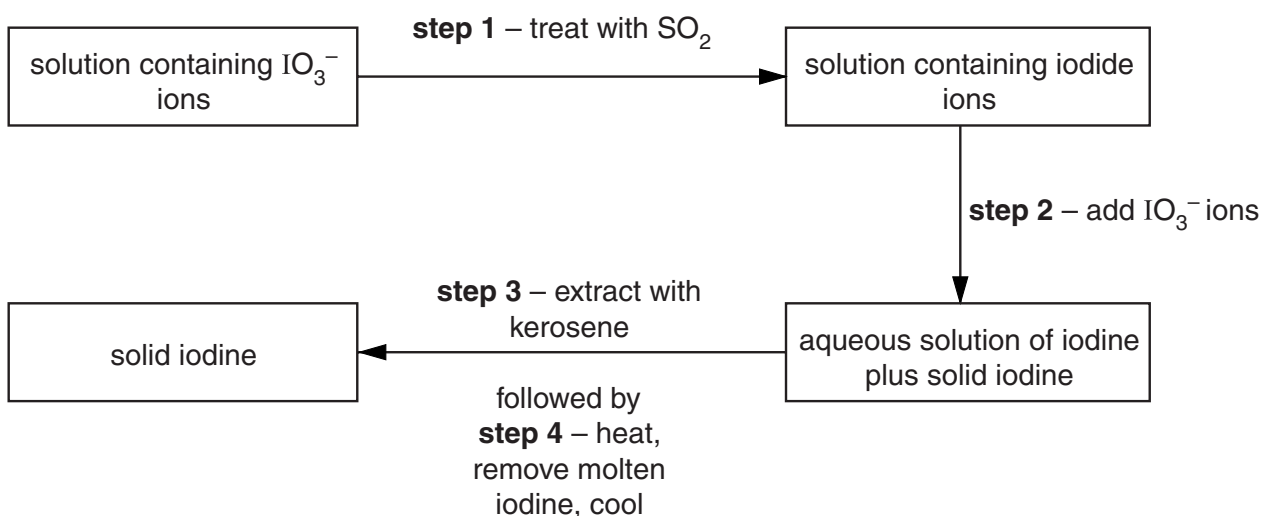 step 1 – treat with SO₂
solution containing IO₃⁻
ions
solution containing iodide
ions
step 2 – add IO₃⁻ ions
aqueous solution of iodine
plus solid iodine
step 3 – extract with
kerosene
followed by
step 4 – heat,
remove molten
iodine, cool
solid iodine